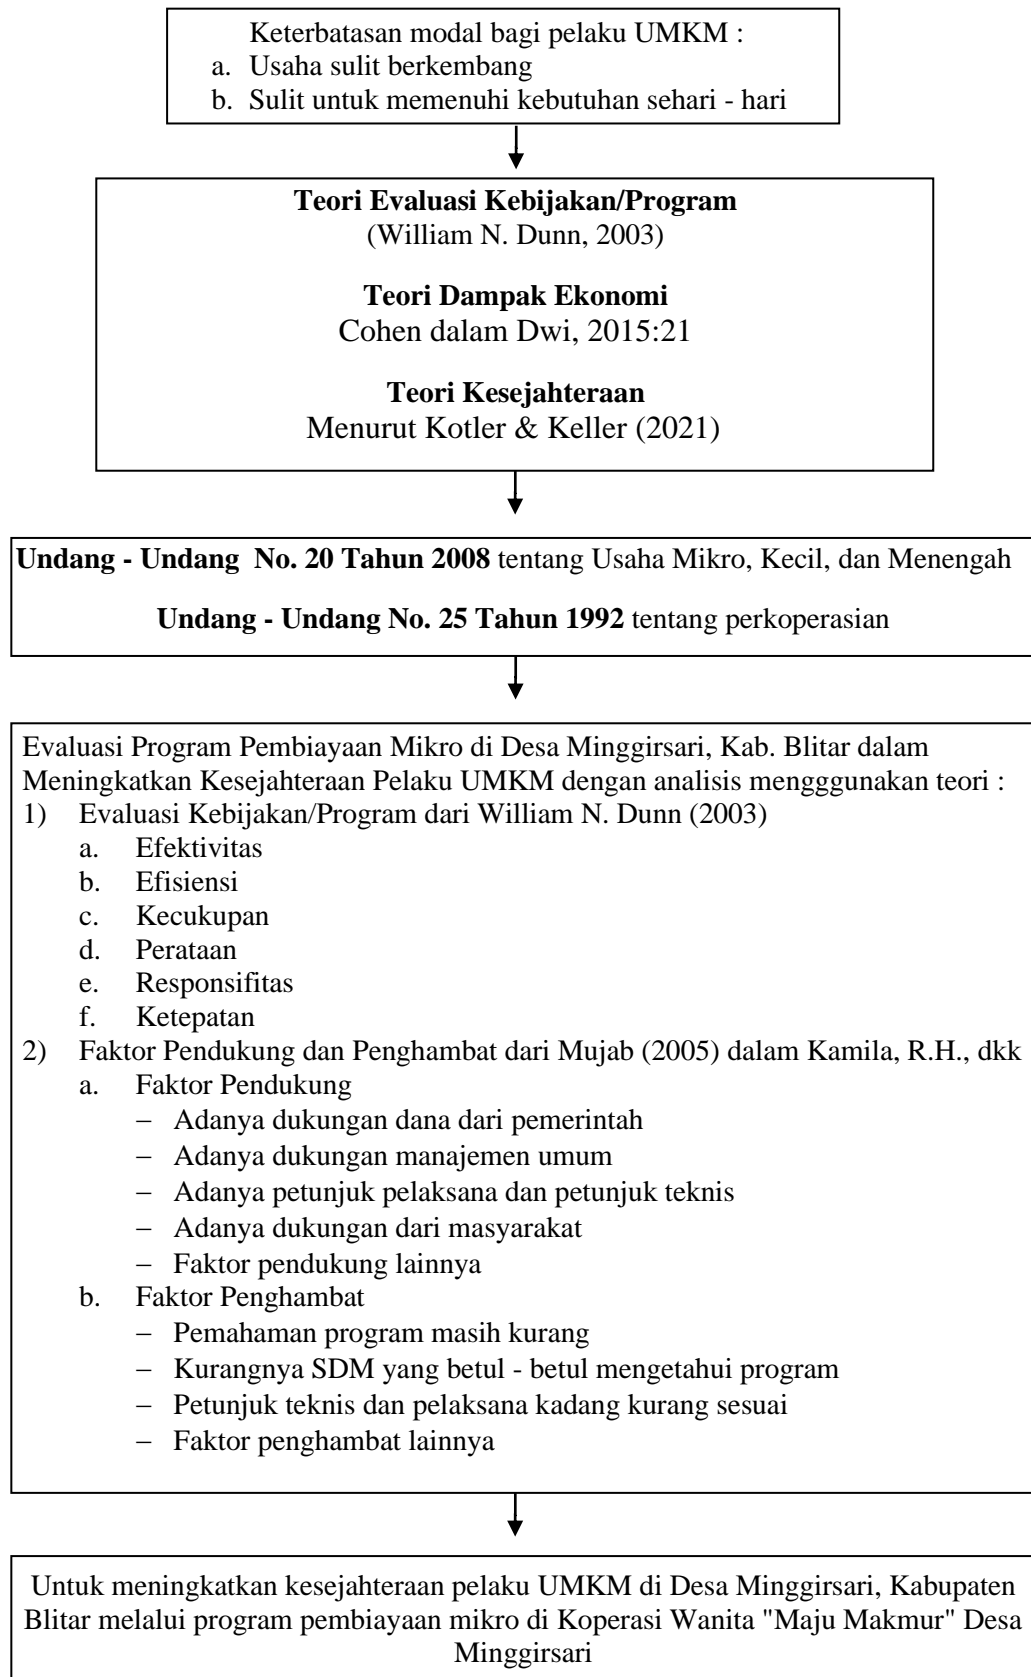 Keterbatasan modal bagi pelaku UMKM :
a. Usaha sulit berkembang
b. Sulit untuk memenuhi kebutuhan sehari - hari
Teori Evaluasi Kebijakan/Program
(William N. Dunn, 2003)
Teori Dampak Ekonomi
Cohen dalam Dwi, 2015:21
Teori Kesejahteraan
Menurut Kotler & Keller (2021)
Undang - Undang No. 20 Tahun 2008 tentang Usaha Mikro, Kecil, dan Menengah
Undang - Undang No. 25 Tahun 1992 tentang perkoperasian
Evaluasi Program Pembiayaan Mikro di Desa Minggirsari, Kab. Blitar dalam
Meningkatkan Kesejahteraan Pelaku UMKM dengan analisis mengggunakan teori :
1) Evaluasi Kebijakan/Program dari William N. Dunn (2003)
a. Efektivitas
b. Efisiensi
c. Kecukupan
d. Perataan
e. Responsifitas
f. Ketepatan
2) Faktor Pendukung dan Penghambat dari Mujab (2005) dalam Kamila, R.H., dkk
a. Faktor Pendukung
– Adanya dukungan dana dari pemerintah
– Adanya dukungan manajemen umum
– Adanya petunjuk pelaksana dan petunjuk teknis
– Adanya dukungan dari masyarakat
– Faktor pendukung lainnya
b. Faktor Penghambat
– Pemahaman program masih kurang
– Kurangnya SDM yang betul - betul mengetahui program
– Petunjuk teknis dan pelaksana kadang kurang sesuai
– Faktor penghambat lainnya
Untuk meningkatkan kesejahteraan pelaku UMKM di Desa Minggirsari, Kabupaten
Blitar melalui program pembiayaan mikro di Koperasi Wanita "Maju Makmur" Desa
Minggirsari